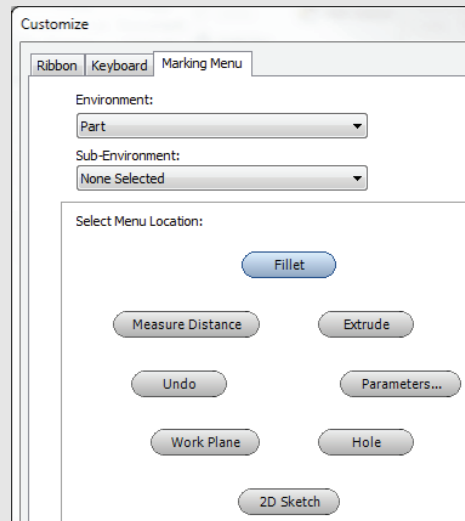 Customize
Ribbon Keyboard Marking Menu
Environment:
Part
Sub-Environment:
None Selected
Select Menu Location:
Fillet
Measure Distance Extrude
Undo Parameters...
Work Plane Hole
2D Sketch